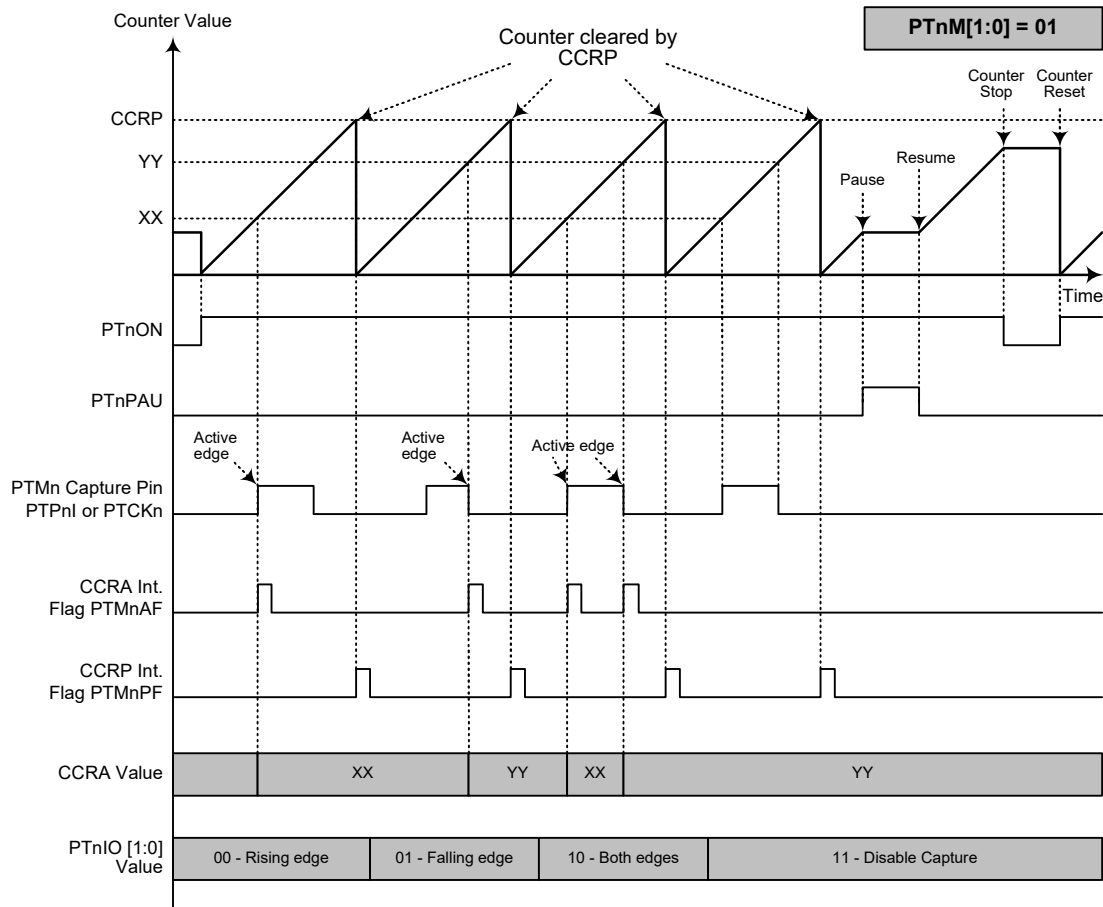 Counter Value
PTnM[1:0] = 01
Counter cleared by
CCRP
Counter
Stop
Counter
Reset
CCRP
YY
Resume
Pause
XX
Time
PTnON
PTnPAU
Active
edge
Active
edge
Active edge
PTMn Capture Pin
PTPnI or PTCKn
CCRA Int.
Flag PTMnAF
CCRP Int.
Flag PTMnPF
CCRA Value
XX
YY
XX
YY
PTnIO [1:0]
Value
00 - Rising edge
01 - Falling edge
10 - Both edges
11 - Disable Capture